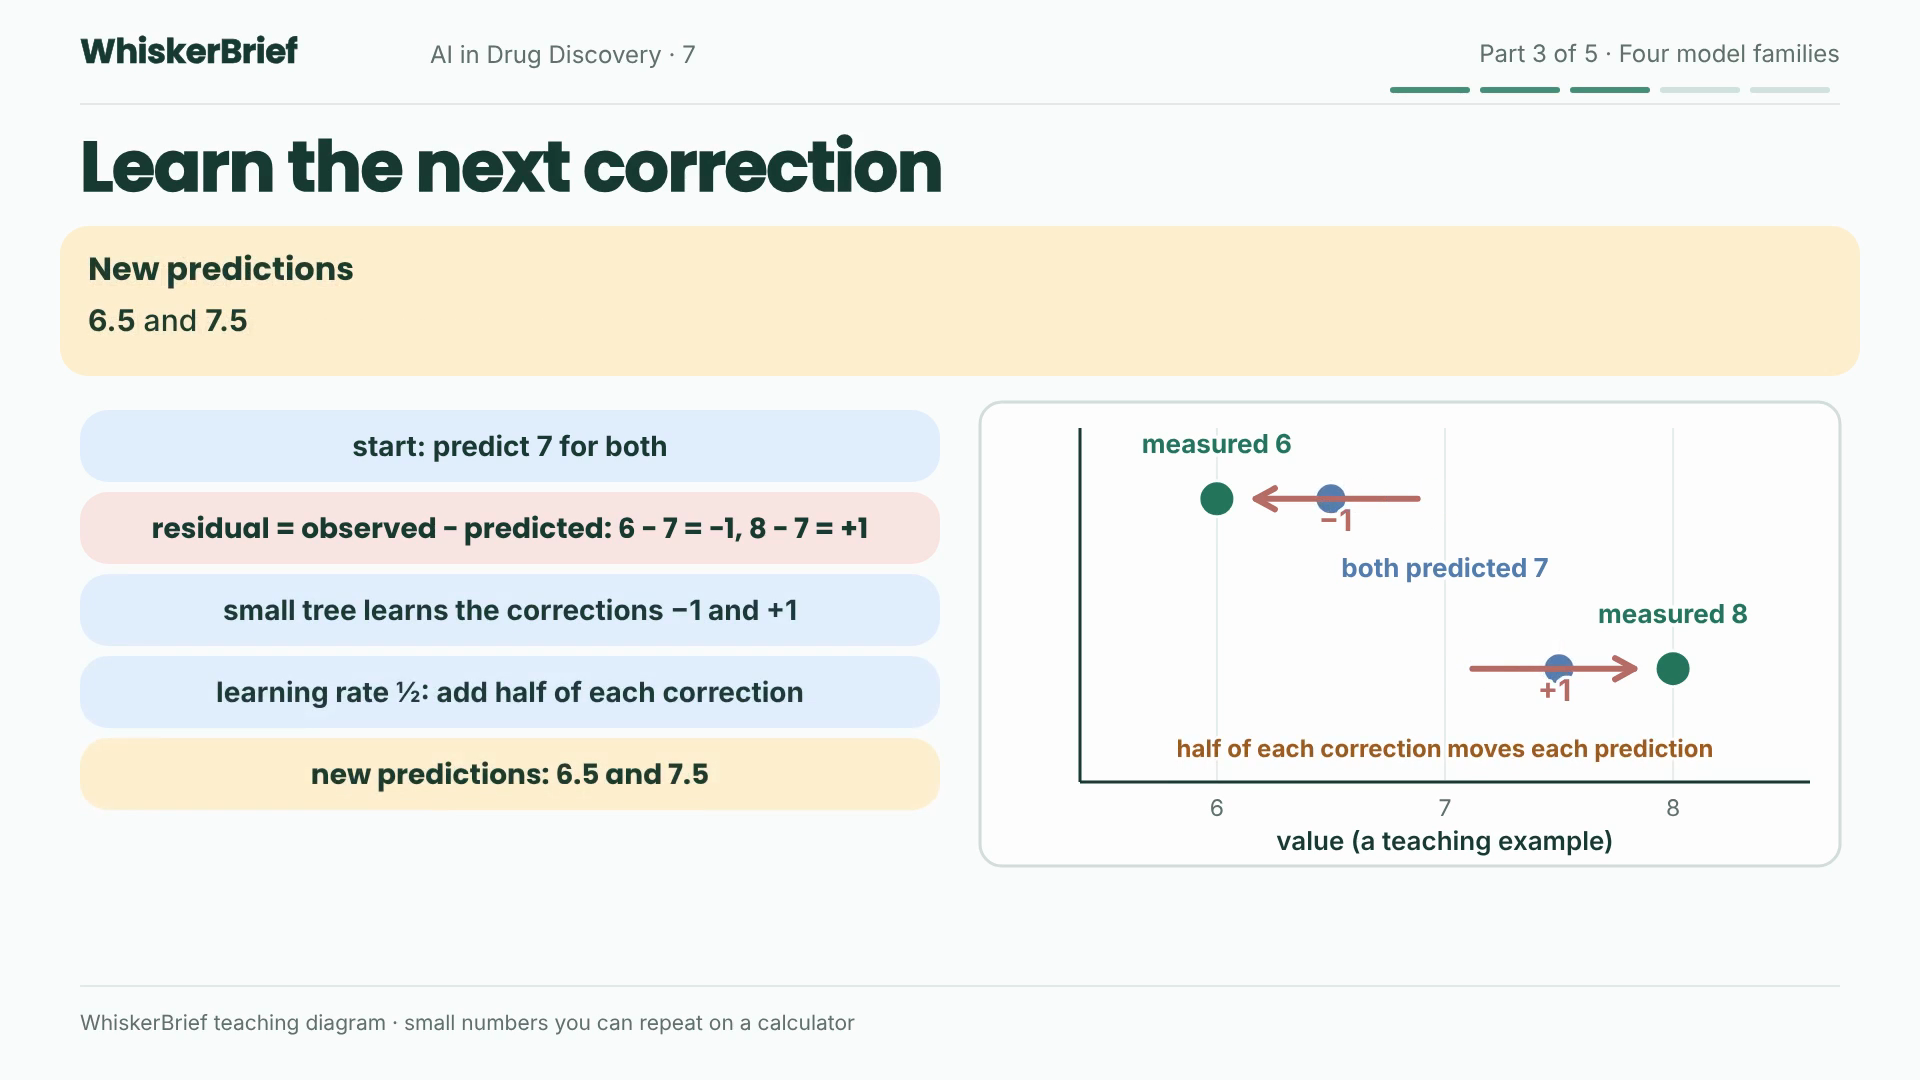 WhiskerBrief
AI in Drug Discovery · 7
Part 3 of 5 · Four model families
Learn the next correction
New predictions
6.5 and 7.5
start: predict 7 for both
residual = observed − predicted: 6 − 7 = −1, 8 − 7 = +1
small tree learns the corrections −1 and +1
learning rate ½: add half of each correction
new predictions: 6.5 and 7.5
measured 6
−1
both predicted 7
measured 8
+1
half of each correction moves each prediction
6 7 8
value (a teaching example)
WhiskerBrief teaching diagram · small numbers you can repeat on a calculator